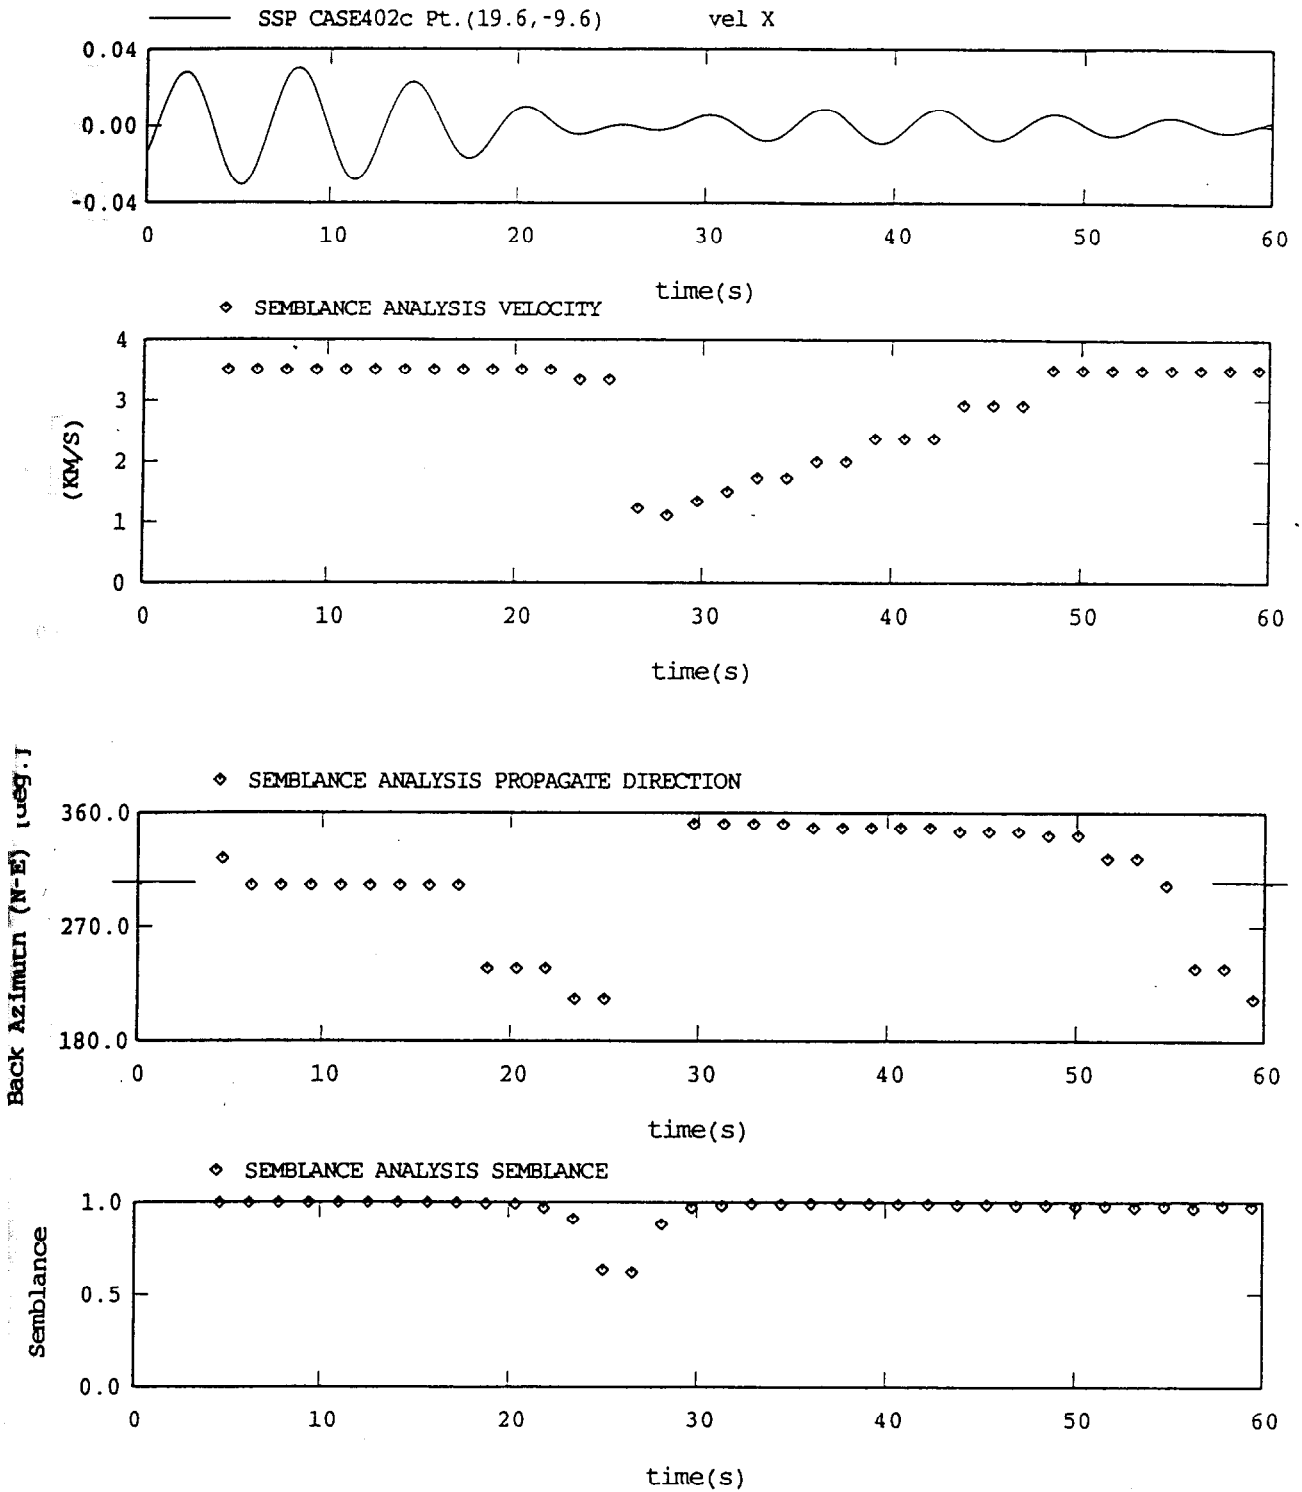 SSP CASE402c Pt.(19.6,-9.6) vel X
0.04
0.00
-0.04
0 10 20 30 40 50 60
time(s)
SEMBLANCE ANALYSIS VELOCITY
4
3
2
1
0
(KM/S)
0 10 20 30 40 50 60
time(s)
SEMBLANCE ANALYSIS PROPAGATE DIRECTION
360.0
270.0
180.0
Back Azimuth (N-E) [deg.]
0 10 20 30 40 50 60
time(s)
SEMBLANCE ANALYSIS SEMBLANCE
1.0
0.5
0.0
Semblance
0 10 20 30 40 50 60
time(s)